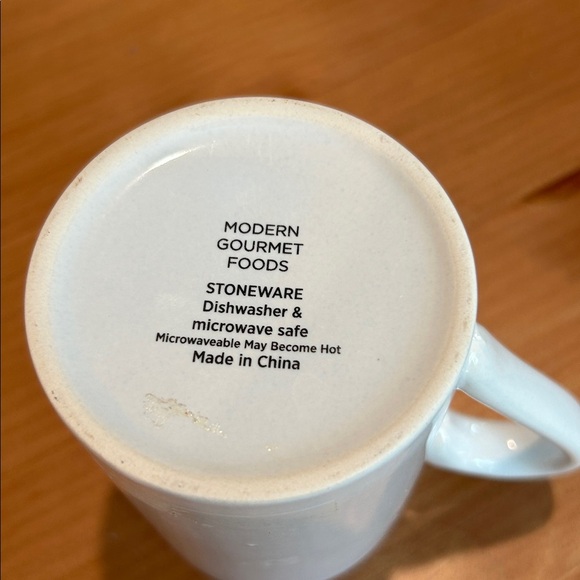 MODERN
GOURMET
FOODS
STONEWARE
Dishwasher &
microwave safe
Microwaveable May Become Hot
Made in China